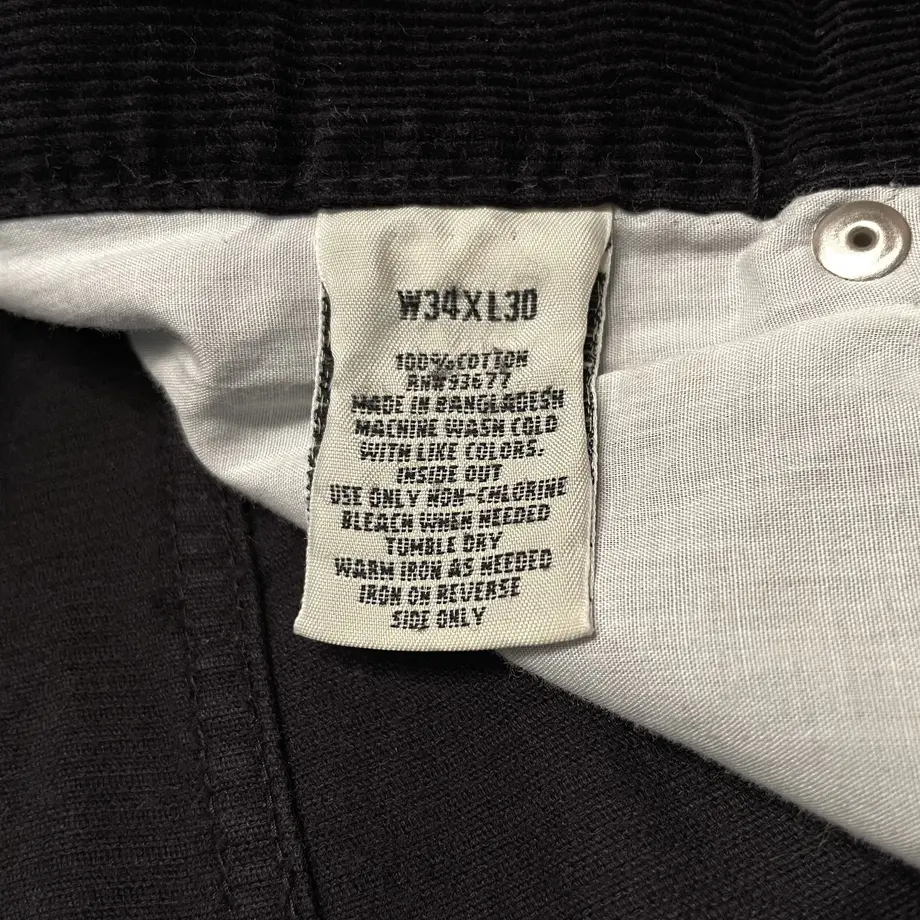 W34XL30
100%COTTON
RN#93677
MADE IN BANGLADESH
MACHINE WASH COLD
WITH LIKE COLORS.
INSIDE OUT
USE ONLY NON-CHLORINE
BLEACH WHEN NEEDED
TUMBLE DRY
WARM IRON AS NEEDED
IRON ON REVERSE
SIDE ONLY